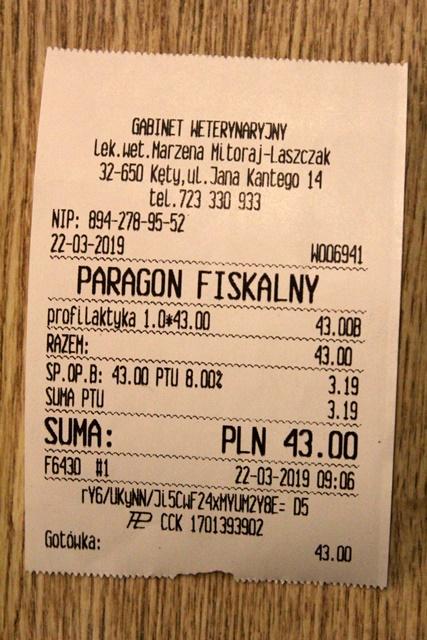 GABINET WETERYNARYJNY
lek.wet.Marzena Mitoraj-Laszczak
32-650 Kęty,ul.Jana Kantego 14
tel.723 330 933
NIP: 894-278-95-52
22-03-2019 W006941
PARAGON FISKALNY
profilaktyka 1.0*43.00 43.00B
RAZEM: 43.00
SP.OP.B: 43.00 PTU 8.00% 3.19
SUMA PTU 3.19
SUMA: PLN 43.00
F6430 #1 22-03-2019 09:06
rY6/UKyNN/Ji5CWF24xMYUM2Y8E= D5
CCK 1701393902
Gotówka: 43.00